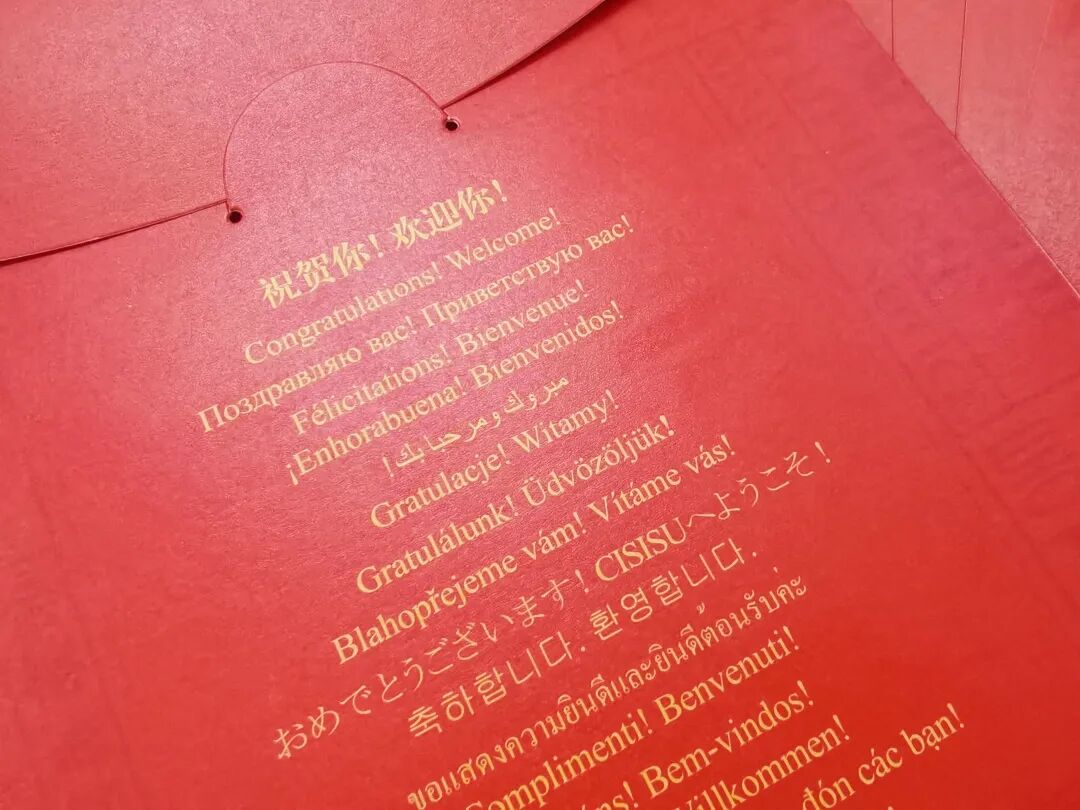 祝贺你！欢迎你！
Congratulations! Welcome!
Поздравляю вас! Приветствую вас!
Félicitations! Bienvenue!
¡Enhorabuena! Bienvenidos!
مبروك ومرحبا بك!
Gratulacje! Witamy!
Gratulálunk! Üdvözöljük!
Blahopřejeme vám! Vítáme vás!
おめでとうございます！CISISUへようこそ！
축하합니다. 환영합니다.
ขอแสดงความยินดีและยินดีต้อนรับค่ะ
Complimenti! Benvenuti!
Bem-vindos!
Willkommen!
đón các bạn!